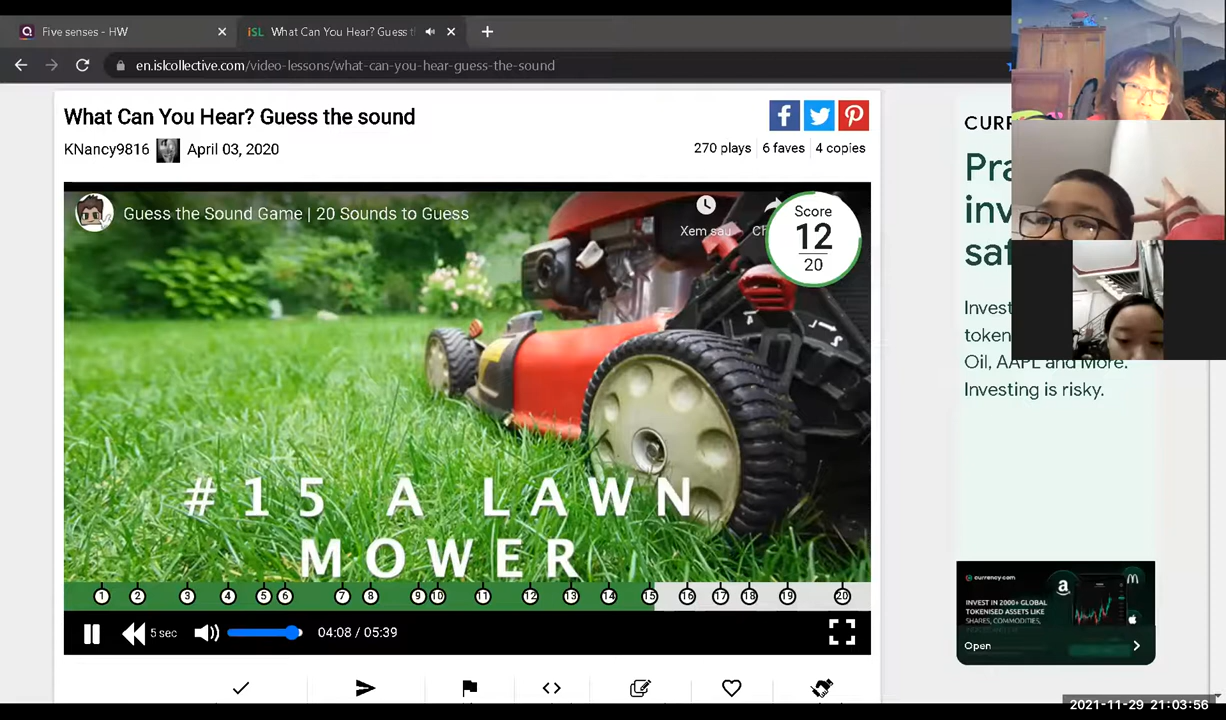 Five senses - HW
iSL What Can You Hear? Guess t
en.islcollective.com/video-lessons/what-can-you-hear-guess-the-sound
What Can You Hear? Guess the sound
KNancy9816 April 03, 2020
270 plays 6 faves 4 copies
Guess the Sound Game | 20 Sounds to Guess
Xem sau
Score
12
20
#15 A LAWN
MOWER
1 2 3 4 5 6 7 8 9 10 11 12 13 14 15 16 17 18 19 20
5 sec
04:08 / 05:39
CURR
Pra
inv
saf
Invest
token
Oil, AAPL and More.
Investing is risky.
currency.com
INVEST IN 2000+ GLOBAL
TOKENISED ASSETS LIKE
SHARES, COMMODITIES,
Open
2021-11-29 21:03:56